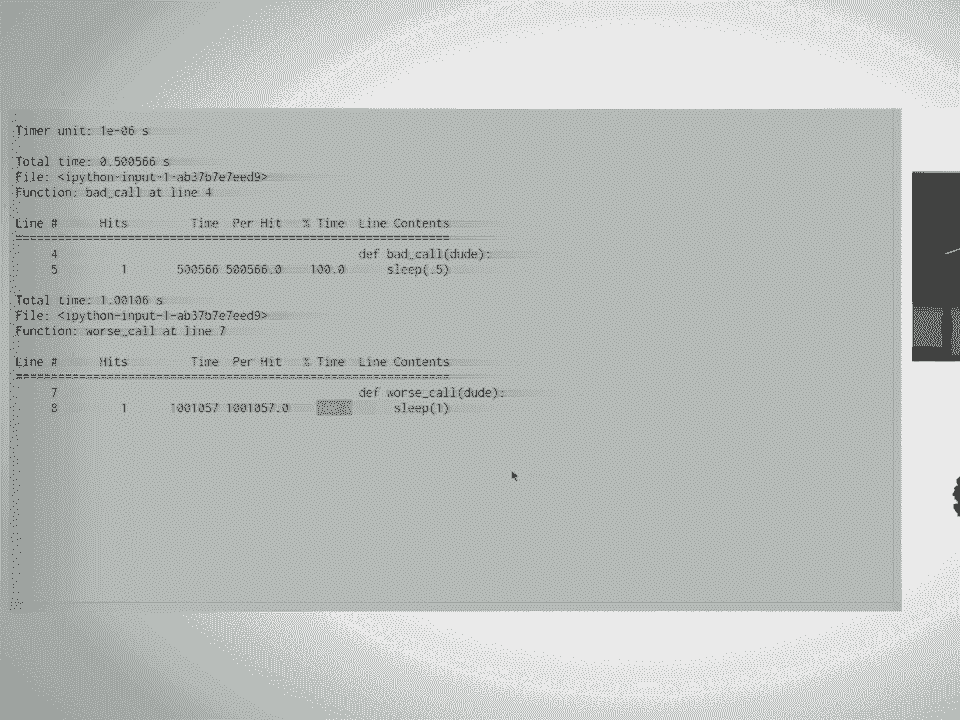 Timer unit: 1e-06 s
Total time: 0.500566 s
File: <ipython-input-1-ab37b7e7eed9>
Function: bad_call at line 4
Line # Hits Time Per Hit % Time Line Contents
==============================================================
4 def bad_call(dude):
5 1 500566 500566.0 100.0 sleep(.5)
Total time: 1.00106 s
File: <ipython-input-1-ab37b7e7eed9>
Function: worse_call at line 7
Line # Hits Time Per Hit % Time Line Contents
==============================================================
7 def worse_call(dude):
8 1 1001057 1001057.0 sleep(1)